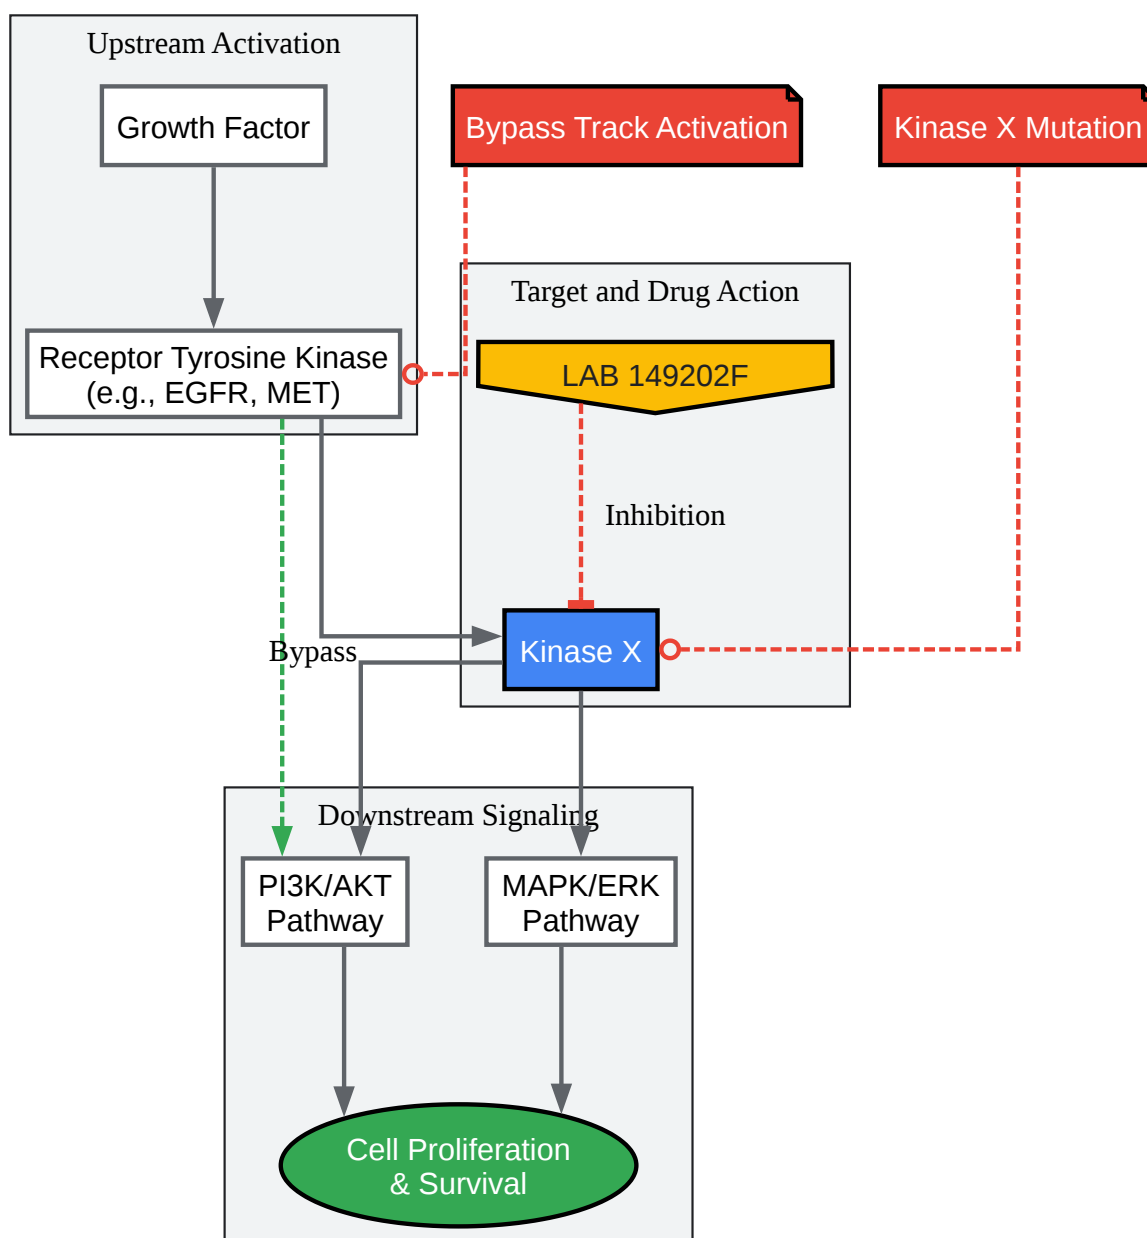 Upstream Activation
Growth Factor
Bypass Track Activation
Kinase X Mutation
Target and Drug Action
Receptor Tyrosine Kinase
(e.g., EGFR, MET)
LAB 149202F
Inhibition
Bypass
Kinase X
Downstream Signaling
PI3K/AKT
Pathway
MAPK/ERK
Pathway
Cell Proliferation
& Survival